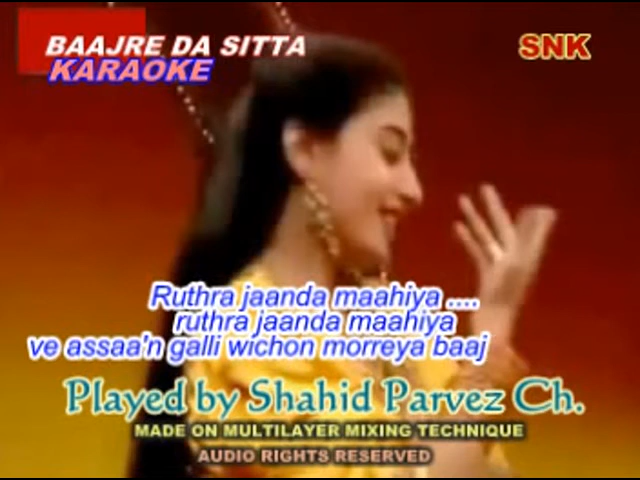 BAAJRE DA SITTA
SNK
KARAOKE
Ruthra jaanda maahiya ....
ruthra jaanda maahiya
ve assaa'n galli wichon morreya baaj
Played by Shahid Parvez Ch.
MADE ON MULTILAYER MIXING TECHNIQUE
AUDIO RIGHTS RESERVED